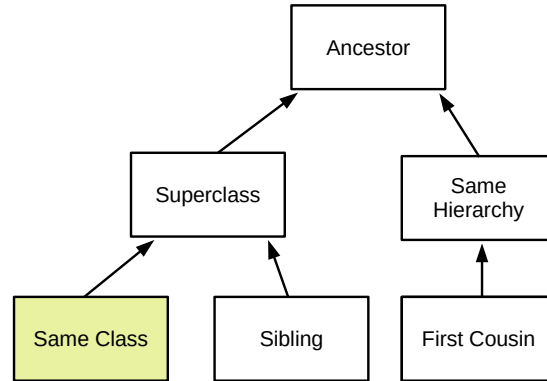 Ancestor
Superclass
Same
Hierarchy
Same Class
Sibling
First Cousin